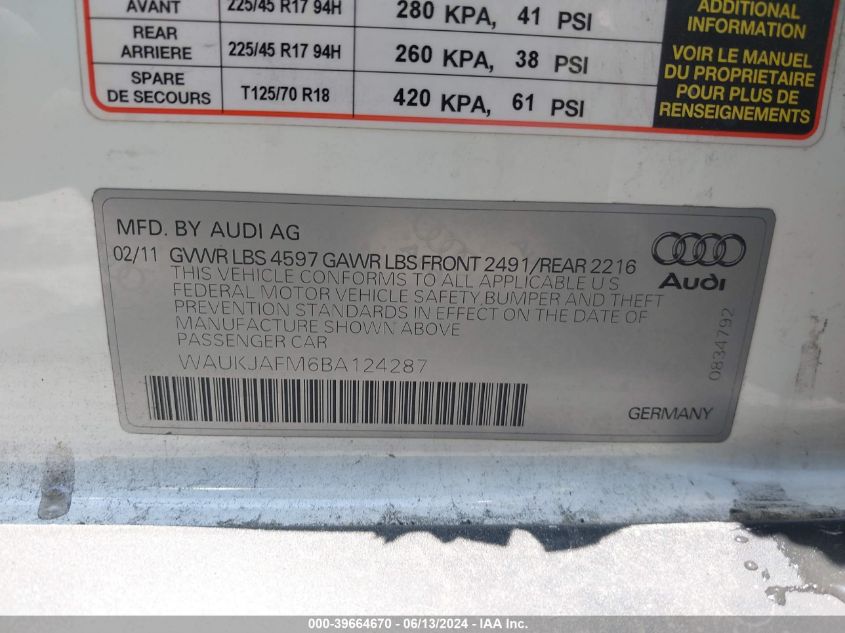 AVANT 225/45 R17 94H 280 KPA, 41 PSI
ADDITIONAL
INFORMATION
REAR
ARRIERE 225/45 R17 94H 260 KPA, 38 PSI
SPARE
DE SECOURS T125/70 R18 420 KPA, 61 PSI
VOIR LE MANUEL
DU PROPRIETAIRE
POUR PLUS DE
RENSEIGNEMENTS
MFD. BY AUDI AG
02/11 GVWR LBS 4597 GAWR LBS FRONT 2491/REAR 2216
THIS VEHICLE CONFORMS TO ALL APPLICABLE U S
FEDERAL MOTOR VEHICLE SAFETY, BUMPER AND THEFT
PREVENTION STANDARDS IN EFFECT ON THE DATE OF
MANUFACTURE SHOWN ABOVE
PASSENGER CAR
WAUKJAFM6BA124287
Audi
0834792
GERMANY
000-39664670 - 06/13/2024 - IAA Inc.